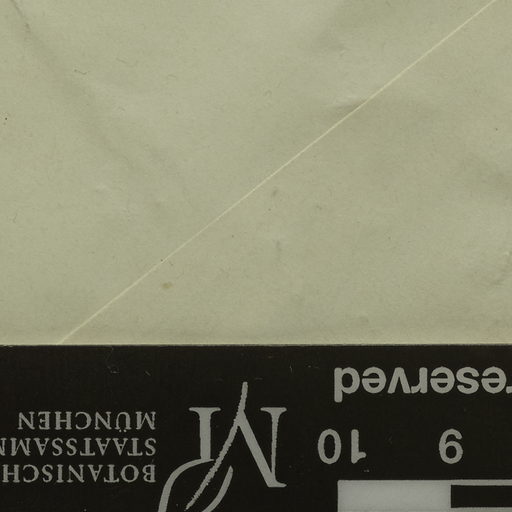 9 10
reserved
M
BOTANISCH
STAATSSAMM
MÜNCHEN